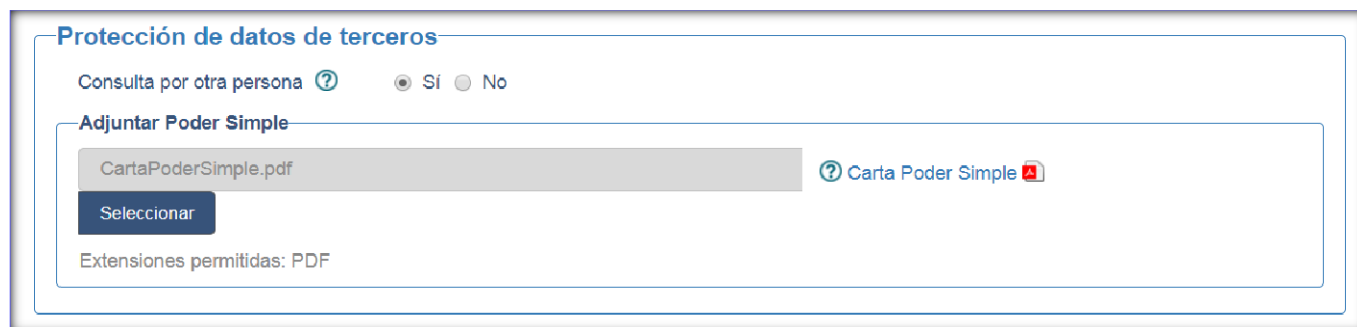 Protección de datos de terceros
Consulta por otra persona ? Sí No
Adjuntar Poder Simple
CartaPoderSimple.pdf
? Carta Poder Simple
Seleccionar
Extensiones permitidas: PDF